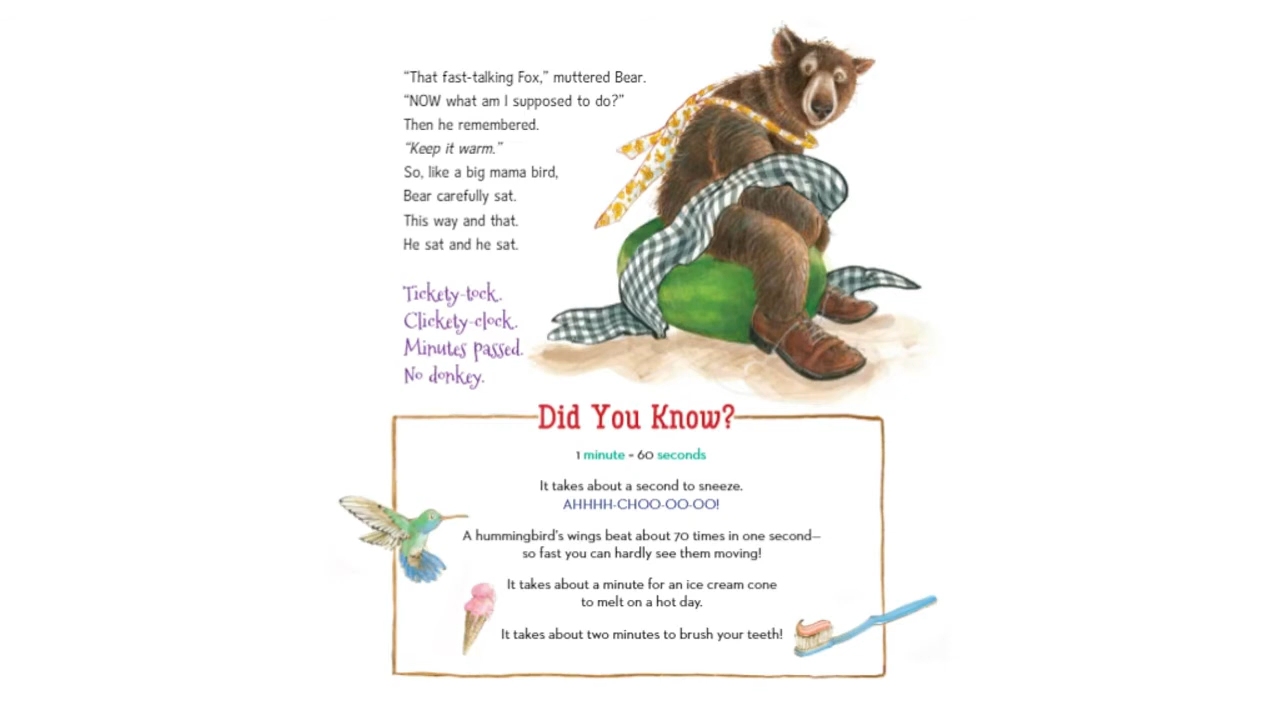 “That fast-talking Fox,” muttered Bear.
“NOW what am I supposed to do?”
Then he remembered.
“Keep it warm.”
So, like a big mama bird,
Bear carefully sat.
This way and that.
He sat and he sat.
Tickety-tock.
Clickety-clock.
Minutes passed.
No donkey.
Did You Know?
1 minute = 60 seconds
It takes about a second to sneeze.
AHHHH-CHOO-OO-OO!
A hummingbird’s wings beat about 70 times in one second—
so fast you can hardly see them moving!
It takes about a minute for an ice cream cone
to melt on a hot day.
It takes about two minutes to brush your teeth!